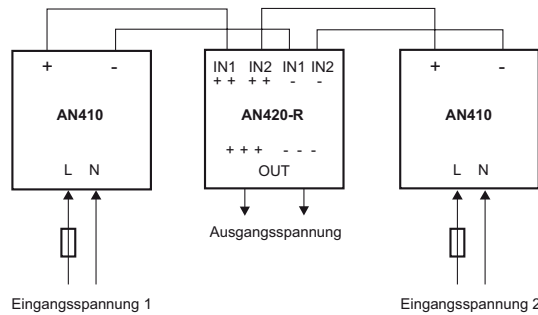 + - IN1 IN2 IN1 IN2 + -
+ + + + - -
AN410 AN420-R AN410
+ + + - - -
L N OUT L N
Ausgangsspannung
Eingangsspannung 1 Eingangsspannung 2